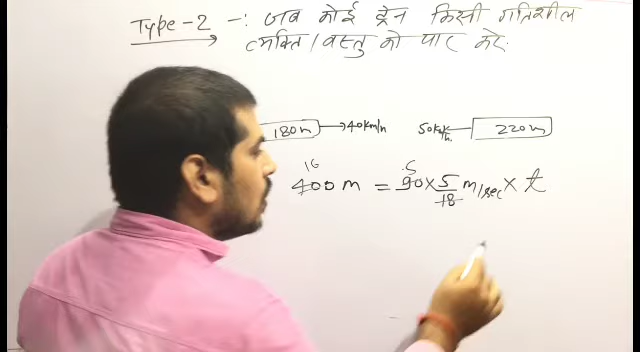 Type-2 -: जब कोई ट्रेन किसी गतिशील
व्यक्ति/वस्तु को पार करे.
180m → 40km/h 50km/h ← 220m
16 5
400 m = 90 × 5/18 m/sec × t